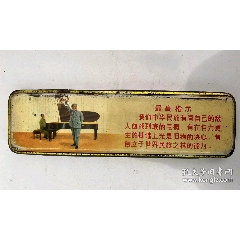 最高指示
我们中华民族有同自己的敌
人血战到底的气概，有在自力更
生的基础上光复旧物的决心，有
自立于世界民族之林的能力。